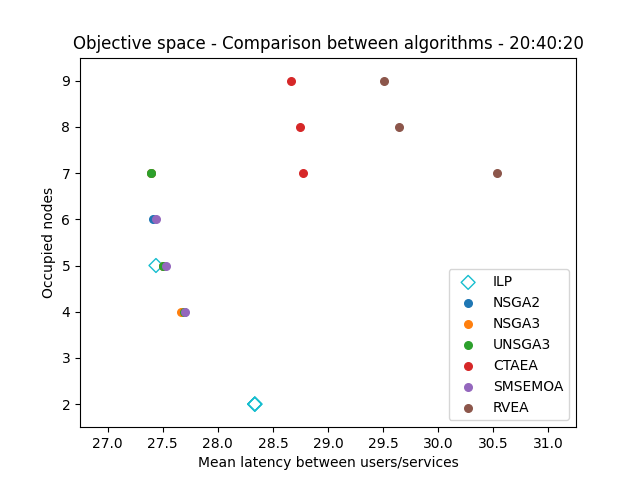 Objective space - Comparison between algorithms - 20:40:20
9
8
7
6
5
4
3
2
Occupied nodes
ILP
NSGA2
NSGA3
UNSGA3
CTAEA
SMSEMOA
RVEA
27.0 27.5 28.0 28.5 29.0 29.5 30.0 30.5 31.0
Mean latency between users/services